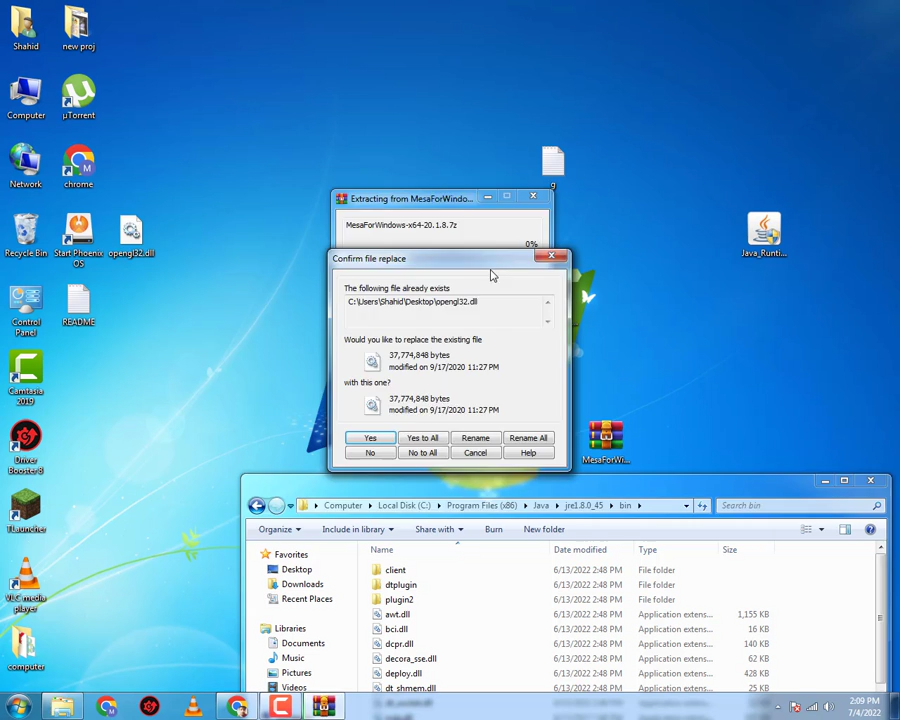 Shahid
new proj
Computer
µTorrent
Network
chrome
Recycle Bin
Start Phoenix OS
opengl32.dll
Control Panel
README
Camtasia 2019
Driver Booster 8
TLauncher
VLC media player
computer
g
Java_Runti...
MesaForWi...
Extracting from MesaForWindo...
MesaForWindows-x64-20.1.8.7z
0%
Confirm file replace
The following file already exists
C:\Users\Shahid\Desktop\opengl32.dll
Would you like to replace the existing file
37,774,848 bytes
modified on 9/17/2020 11:27 PM
with this one?
37,774,848 bytes
modified on 9/17/2020 11:27 PM
Yes Yes to All Rename Rename All
No No to All Cancel Help
Computer Local Disk (C:) Program Files (x86) Java jre1.8.0_45 bin Search bin
Organize Include in library Share with Burn New folder
Favorites
Desktop
Downloads
Recent Places
Libraries
Documents
Music
Pictures
Videos
Name Date modified Type Size
client 6/13/2022 2:48 PM File folder
dtplugin 6/13/2022 2:48 PM File folder
plugin2 6/13/2022 2:48 PM File folder
awt.dll 6/13/2022 2:48 PM Application extens... 1,155 KB
bci.dll 6/13/2022 2:48 PM Application extens... 16 KB
dcpr.dll 6/13/2022 2:48 PM Application extens... 140 KB
decora_sse.dll 6/13/2022 2:48 PM Application extens... 62 KB
deploy.dll 6/13/2022 2:48 PM Application extens... 428 KB
dt_shmem.dll 6/13/2022 2:48 PM Application extens... 25 KB
2:09 PM
7/4/2022